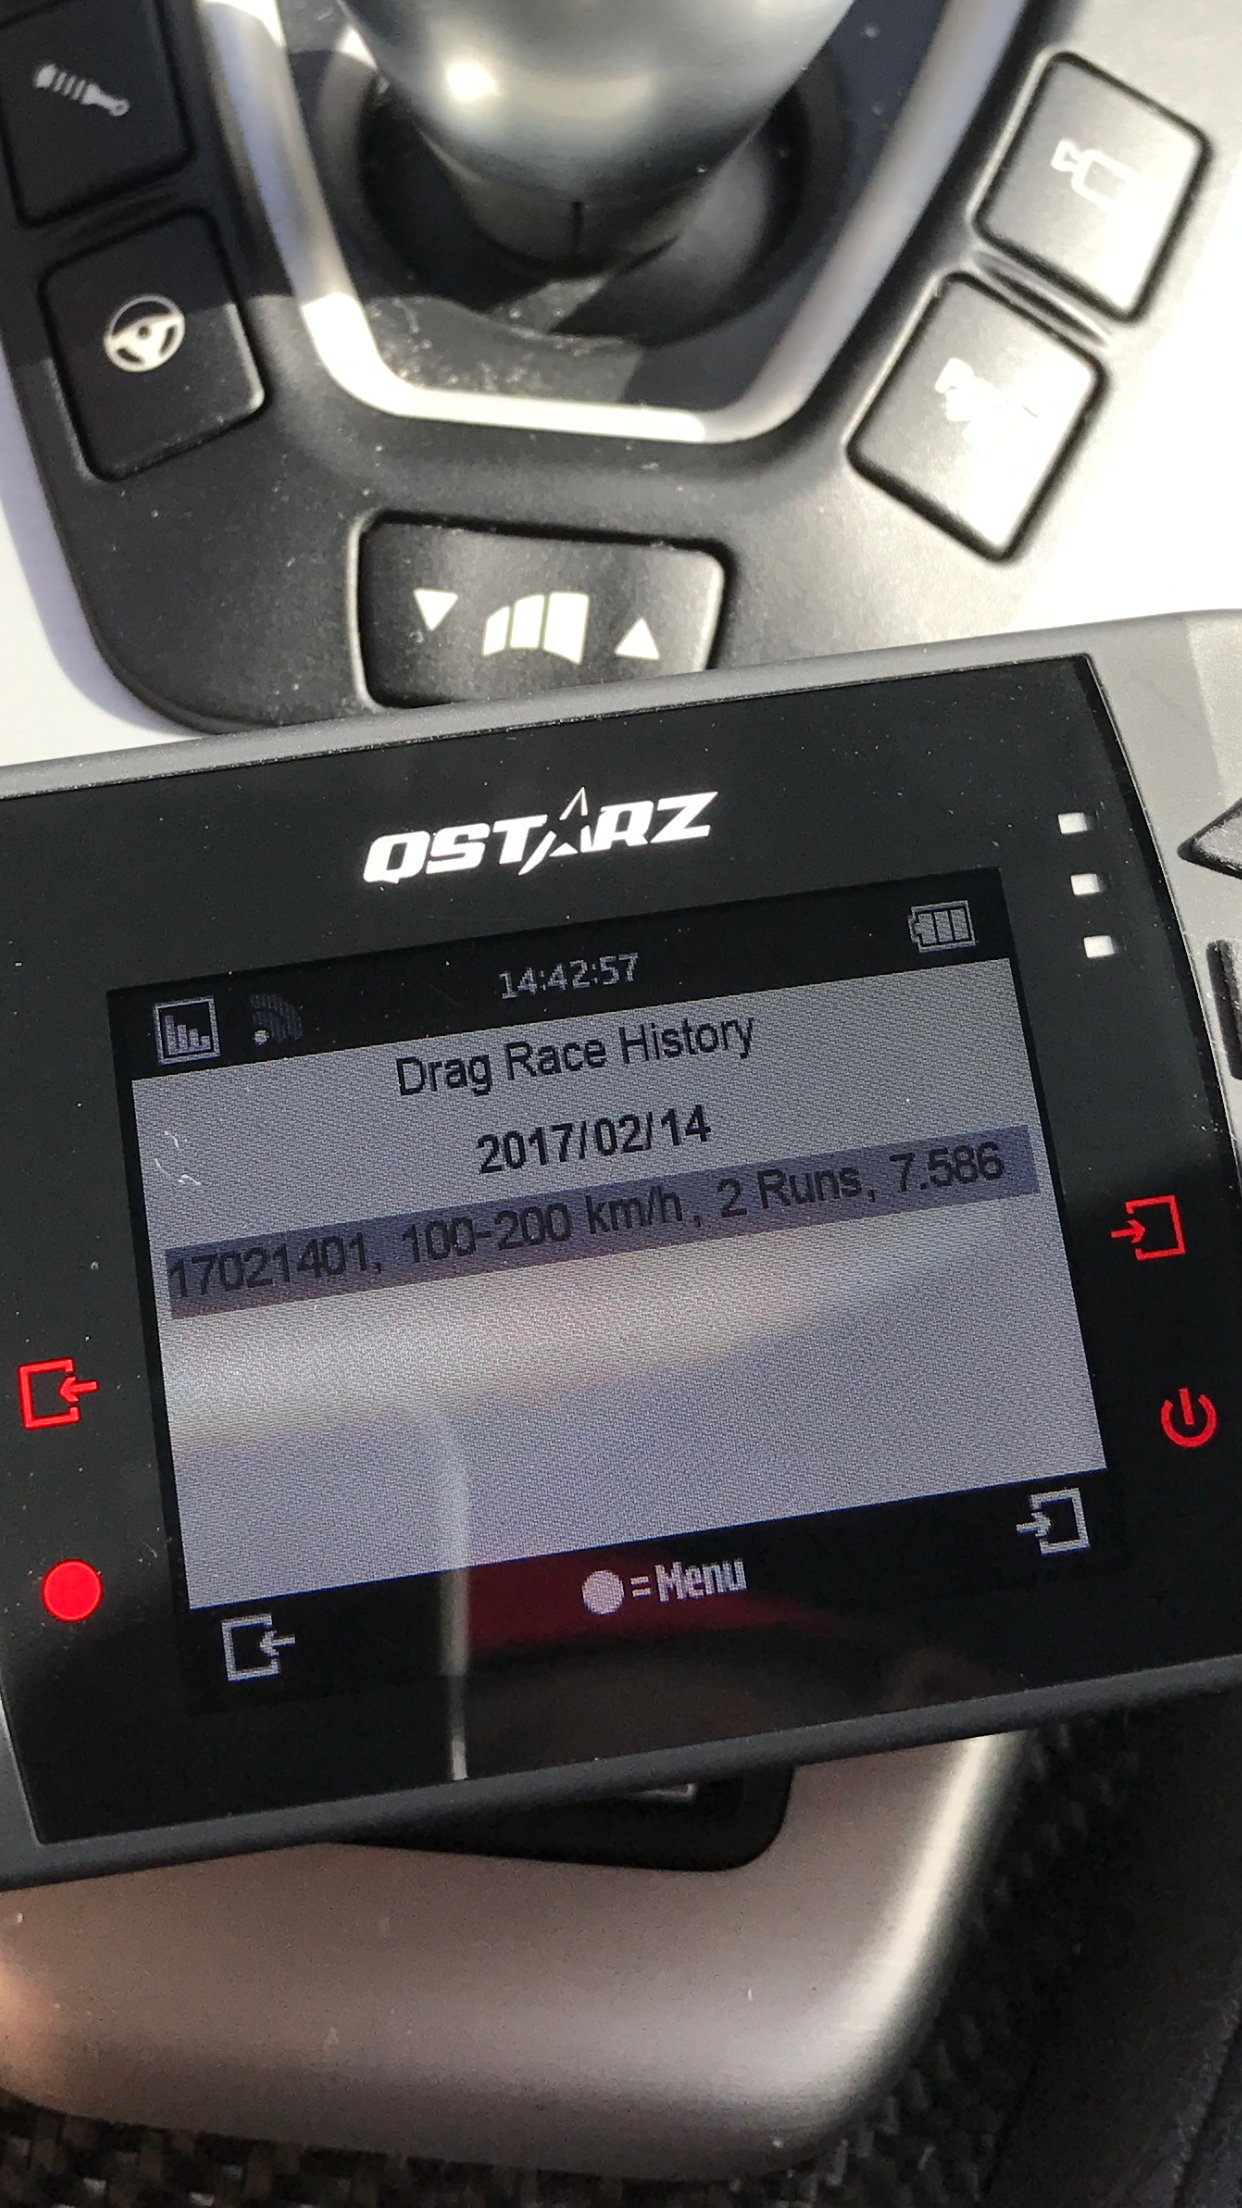 QSTARZ
14:42:57
Drag Race History
2017/02/14
17021401, 100-200 km/h, 2 Runs, 7.586
=Menu